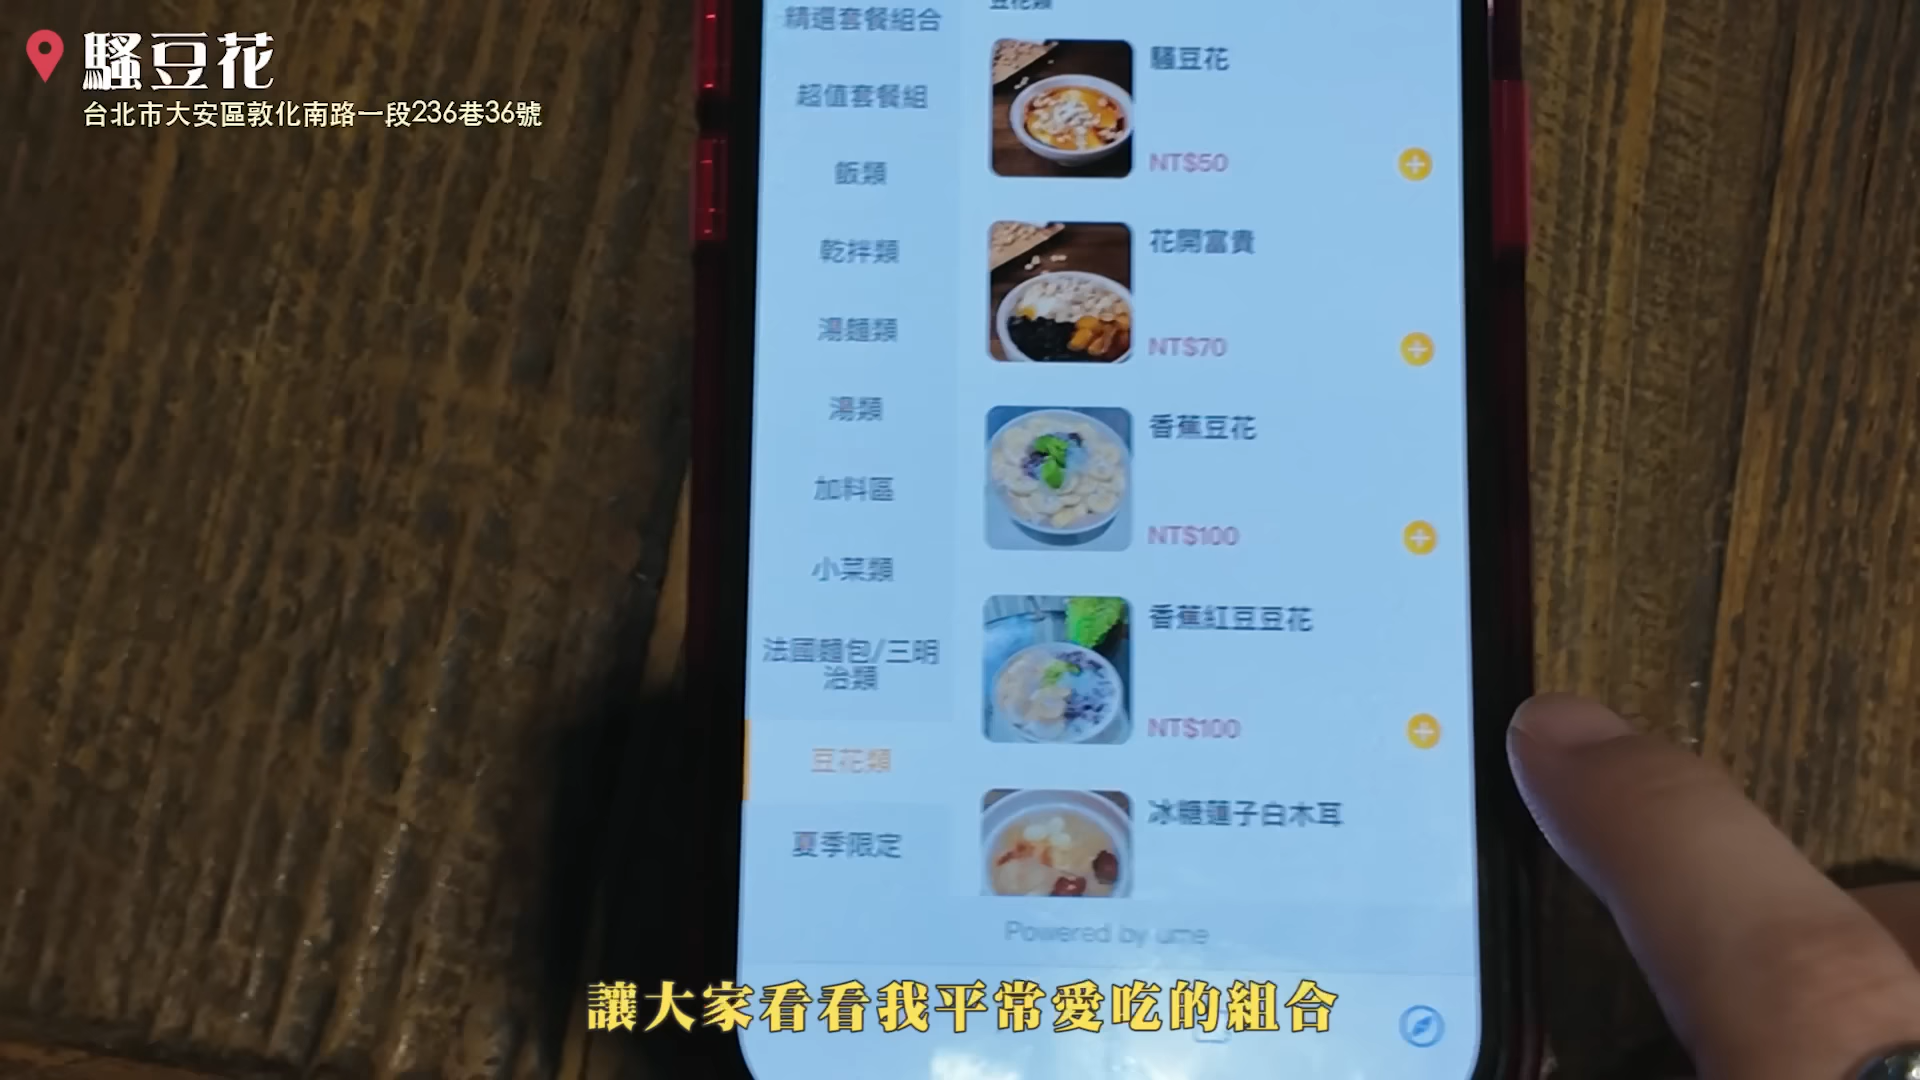 騷豆花
台北市大安區敦化南路一段236巷36號
精選套餐組合
超值套餐組
飯類
乾拌類
湯麵類
湯類
加料區
小菜類
法國麵包/三明
治類
豆花類
夏季限定
豆花類
騷豆花
NT$50
花開富貴
NT$70
香蕉豆花
NT$100
香蕉紅豆豆花
NT$100
冰糖蓮子白木耳
Powered by ume
讓大家看看我平常愛吃的組合